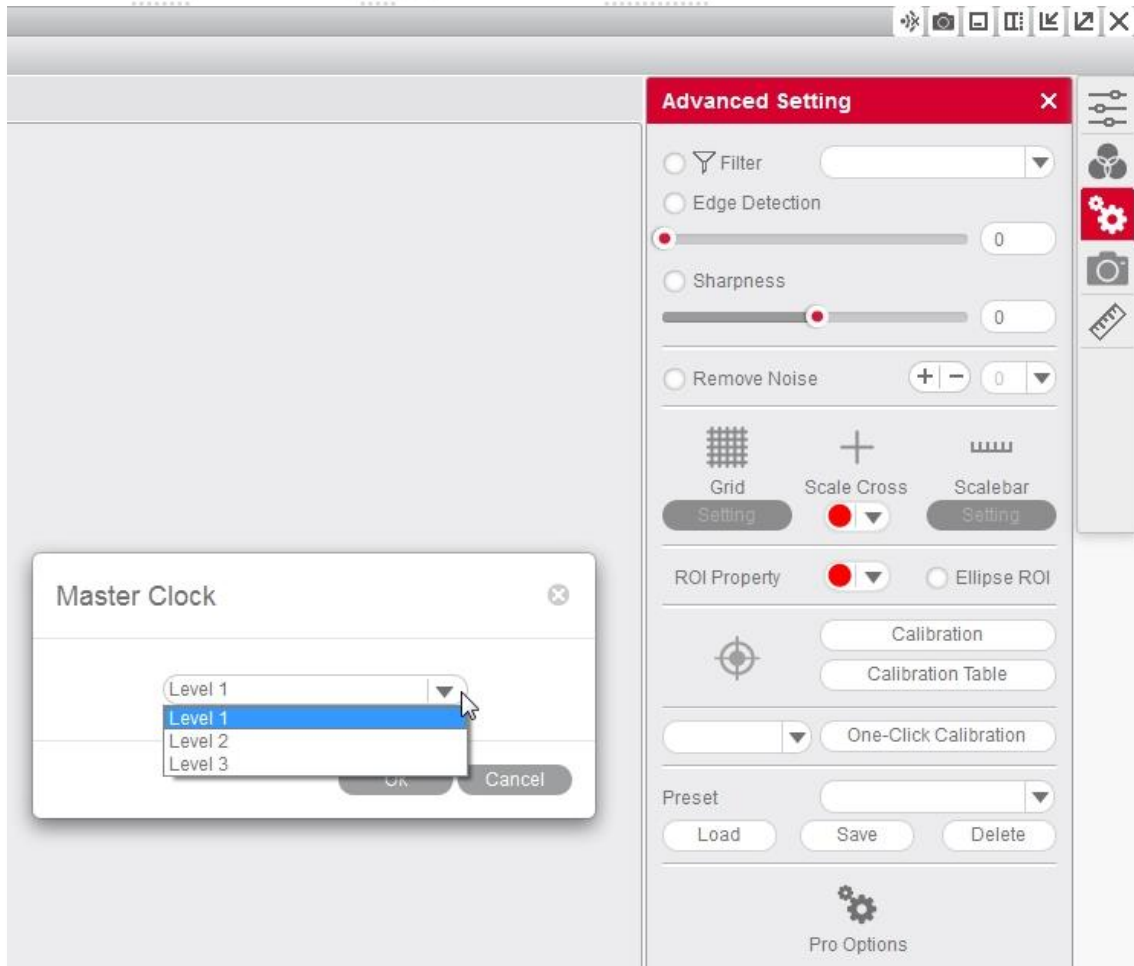 Advanced Setting
Filter
Edge Detection
0
Sharpness
0
Remove Noise
0
Grid
Scale Cross
Scalebar
Setting
Setting
ROI Property
Ellipse ROI
Calibration
Calibration Table
One-Click Calibration
Preset
Load
Save
Delete
Pro Options
Master Clock
Level 1
Level 1
Level 2
Level 3
OK
Cancel